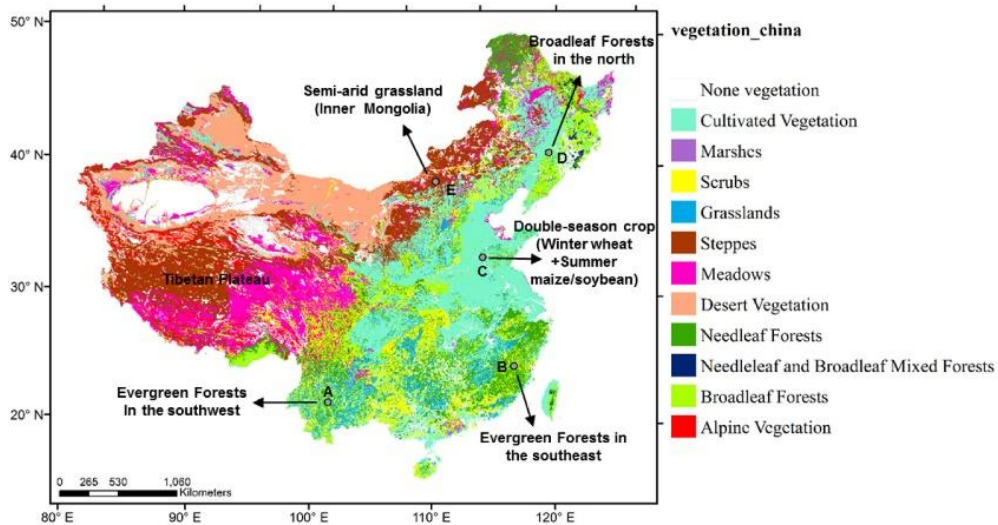 50° N
40° N
30° N
20° N
80° E
90° E
100° E
110° E
120° E
Broadleaf Forests
in the north
Semi-arid grassland
(Inner Mongolia)
D
E
Double-season crop
(Winter wheat
+Summer
maize/soybean)
C
Tibetan Plateau
B
A
Evergreen Forests
In the southwest
Evergreen Forests in
the southeast
0 265 530 1,060
Kilometers
vegetation_china
None vegetation
Cultivated Vegetation
Marshes
Scrubs
Grasslands
Steppes
Meadows
Desert Vegetation
Needleaf Forests
Needleleaf and Broadleaf Mixed Forests
Broadleaf Forests
Alpine Vegetation